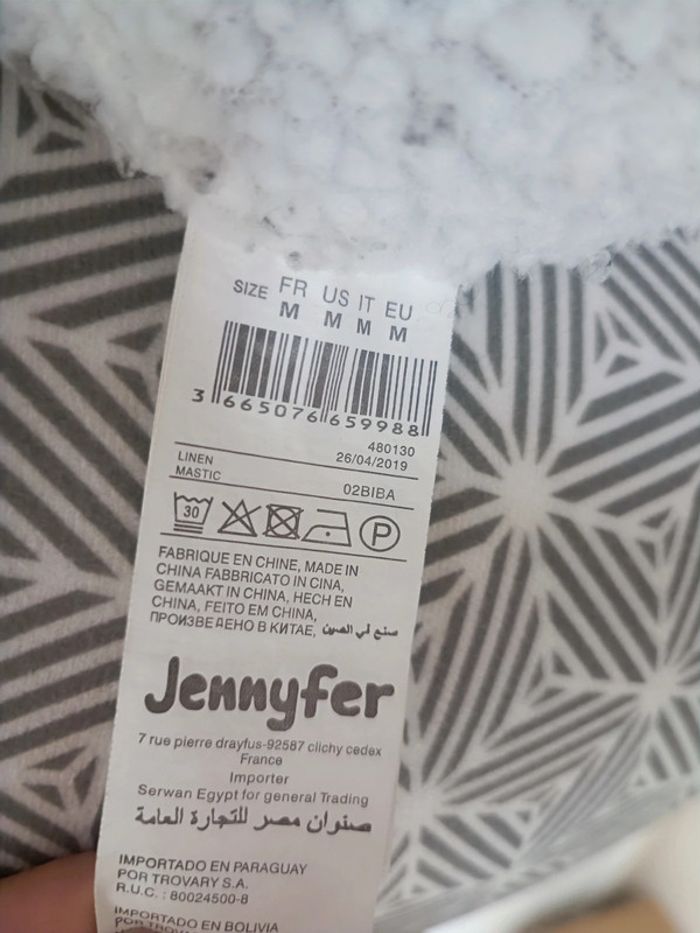 SIZE FR US IT EU
M M M M
3 665076 659988
480130
26/04/2019
LINEN
MASTIC
02BIBA
30
P
FABRIQUE EN CHINE, MADE IN
CHINA FABBRICATO IN CINA,
GEMAAKT IN CHINA, HECH EN
CHINA, FEITO EM CHINA,
ПРОИЗВЕДЕНО В КИТАЕ, صنع في الصين
Jennyfer
7 rue pierre drayfus-92587 clichy cedex
France
Importer
Serwan Egypt for general Trading
صنوان مصر للتجارة العامة
IMPORTADO EN PARAGUAY
POR TROVARY S.A.
R.U.C. : 80024500-8
IMPORTADO EN BOLIVIA
POR